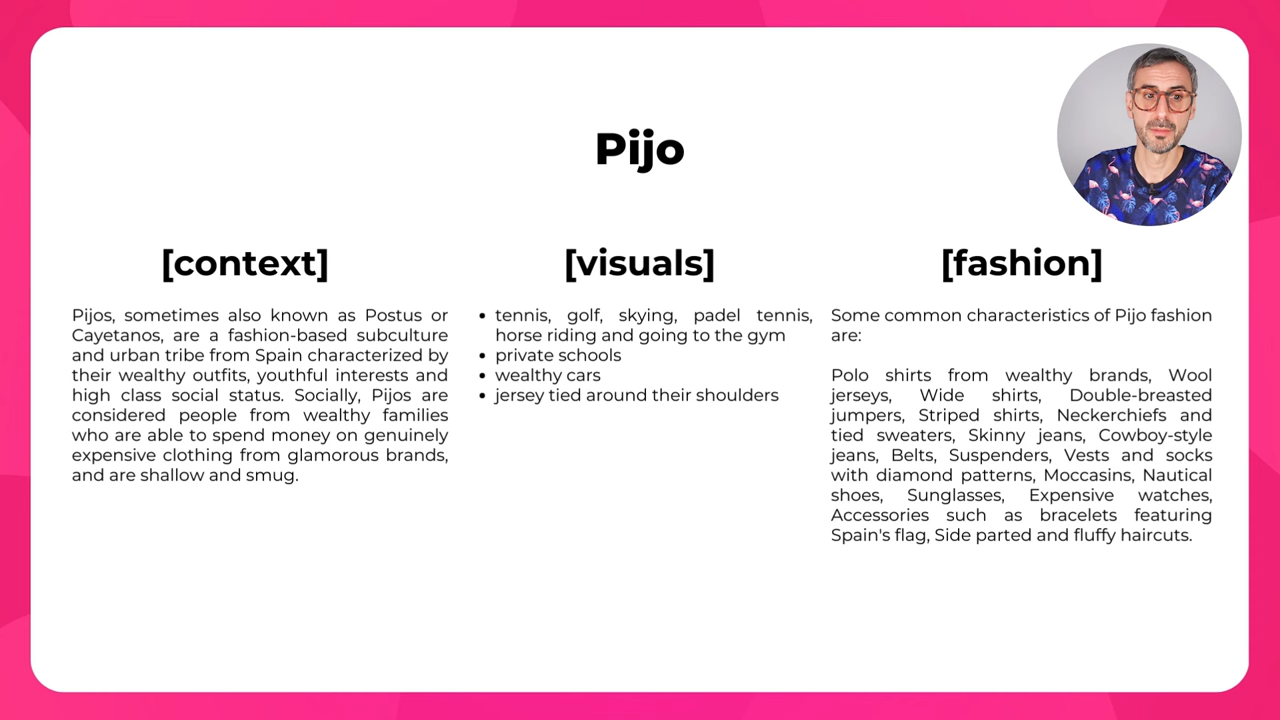 Pijo
[context]
Pijos, sometimes also known as Postus or
Cayetanos, are a fashion-based subculture
and urban tribe from Spain characterized by
their wealthy outfits, youthful interests and
high class social status. Socially, Pijos are
considered people from wealthy families
who are able to spend money on genuinely
expensive clothing from glamorous brands,
and are shallow and smug.
[visuals]
• tennis, golf, skying, padel tennis,
horse riding and going to the gym
• private schools
• wealthy cars
• jersey tied around their shoulders
[fashion]
Some common characteristics of Pijo fashion
are:
Polo shirts from wealthy brands, Wool
jerseys, Wide shirts, Double-breasted
jumpers, Striped shirts, Neckerchiefs and
tied sweaters, Skinny jeans, Cowboy-style
jeans, Belts, Suspenders, Vests and socks
with diamond patterns, Moccasins, Nautical
shoes, Sunglasses, Expensive watches,
Accessories such as bracelets featuring
Spain's flag, Side parted and fluffy haircuts.